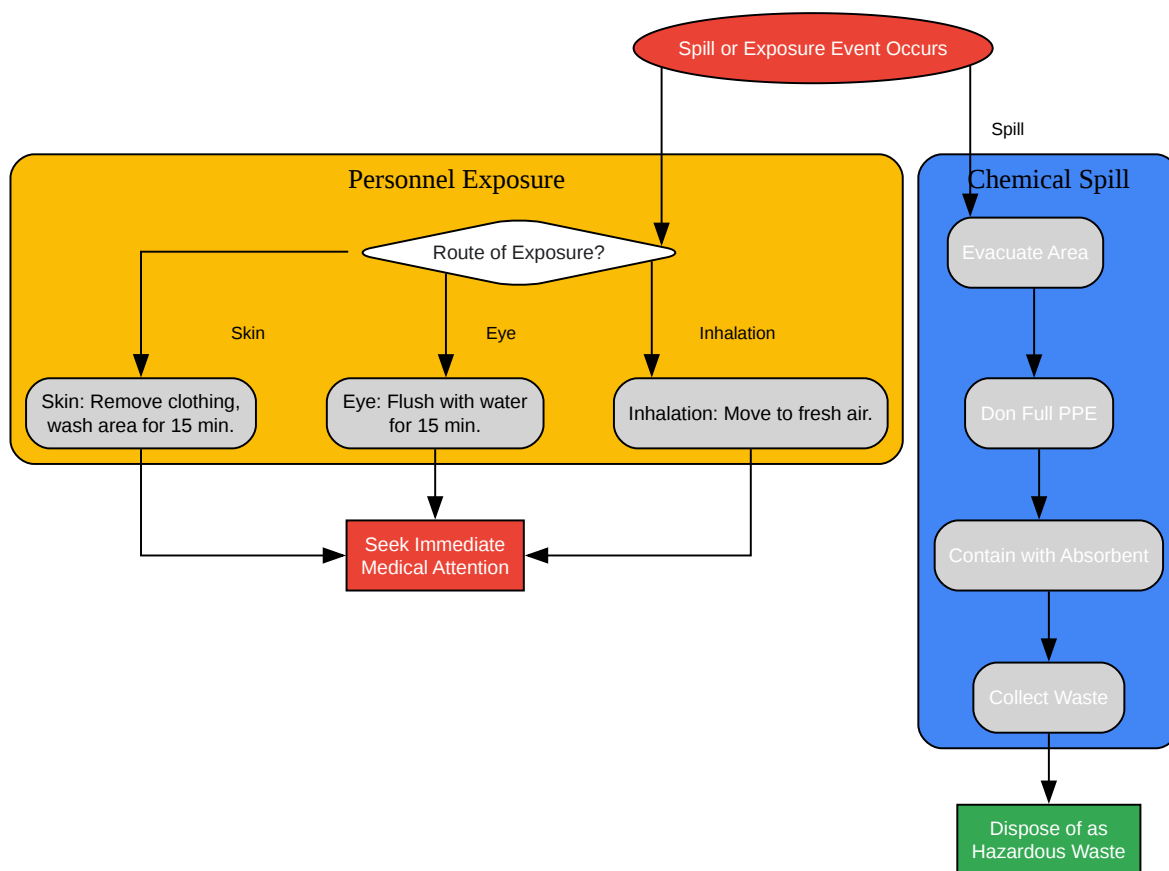 Spill or Exposure Event Occurs
Spill
Personnel Exposure
Route of Exposure?
Skin
Eye
Inhalation
Skin: Remove clothing,
wash area for 15 min.
Eye: Flush with water
for 15 min.
Inhalation: Move to fresh air.
Seek Immediate
Medical Attention
Chemical Spill
Evacuate Area
Don Full PPE
Contain with Absorbent
Collect Waste
Dispose of as
Hazardous Waste